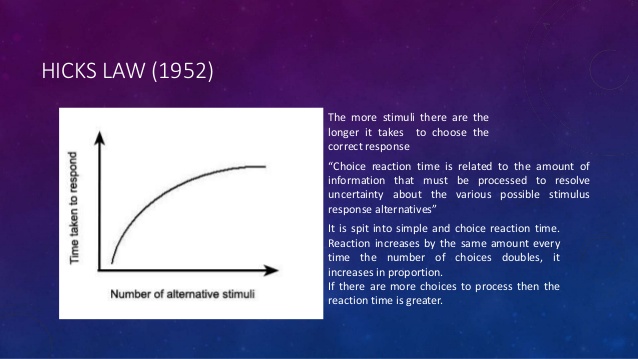 HICKS LAW (1952)
Time taken to respond
Number of alternative stimuli
The more stimuli there are the
longer it takes to choose the
correct response
“Choice reaction time is related to the amount of
information that must be processed to resolve
uncertainty about the various possible stimulus
response alternatives”
It is spit into simple and choice reaction time.
Reaction increases by the same amount every
time the number of choices doubles, it
increases in proportion.
If there are more choices to process then the
reaction time is greater.